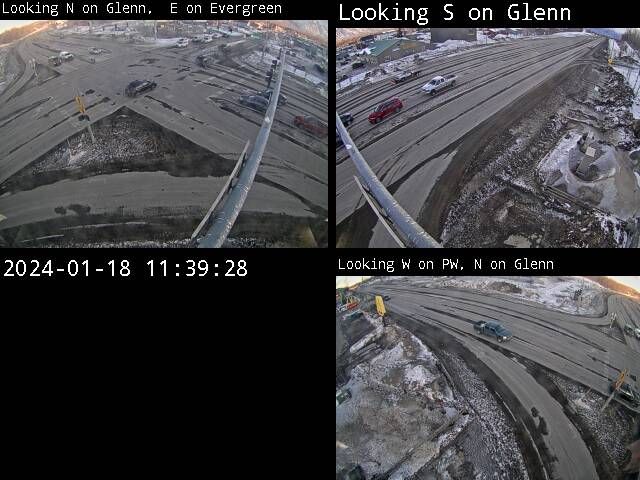 Looking N on Glenn,  E on Evergreen
Looking S on Glenn
2024-01-18 11:39:28
Looking W on PW, N on Glenn